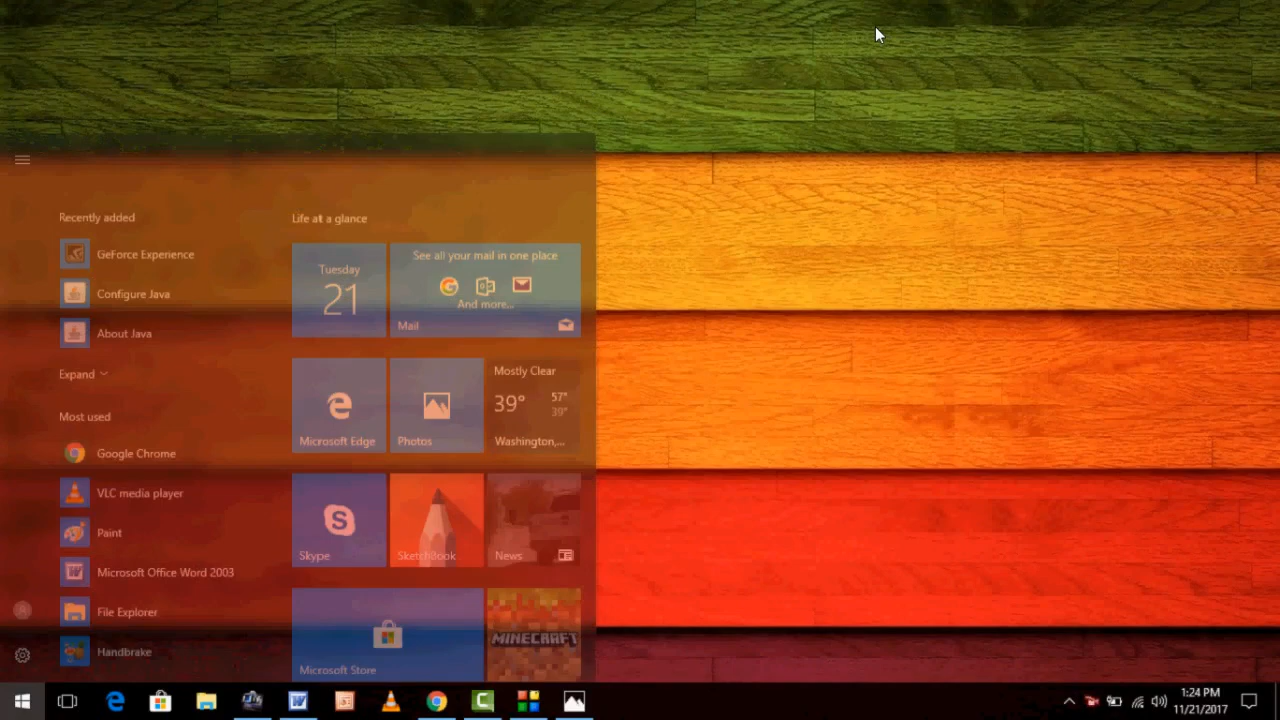 Recently added
GeForce Experience
Configure Java
About Java
Expand
Most used
Google Chrome
VLC media player
Paint
Microsoft Office Word 2003
File Explorer
Handbrake
Life at a glance
Tuesday
21
See all your mail in one place
And more...
Mail
Microsoft Edge
Photos
Mostly Clear
39° 57°
39°
Washington,...
Skype
SketchBook
News
Microsoft Store
MINECRAFT
1:24 PM
11/21/2017